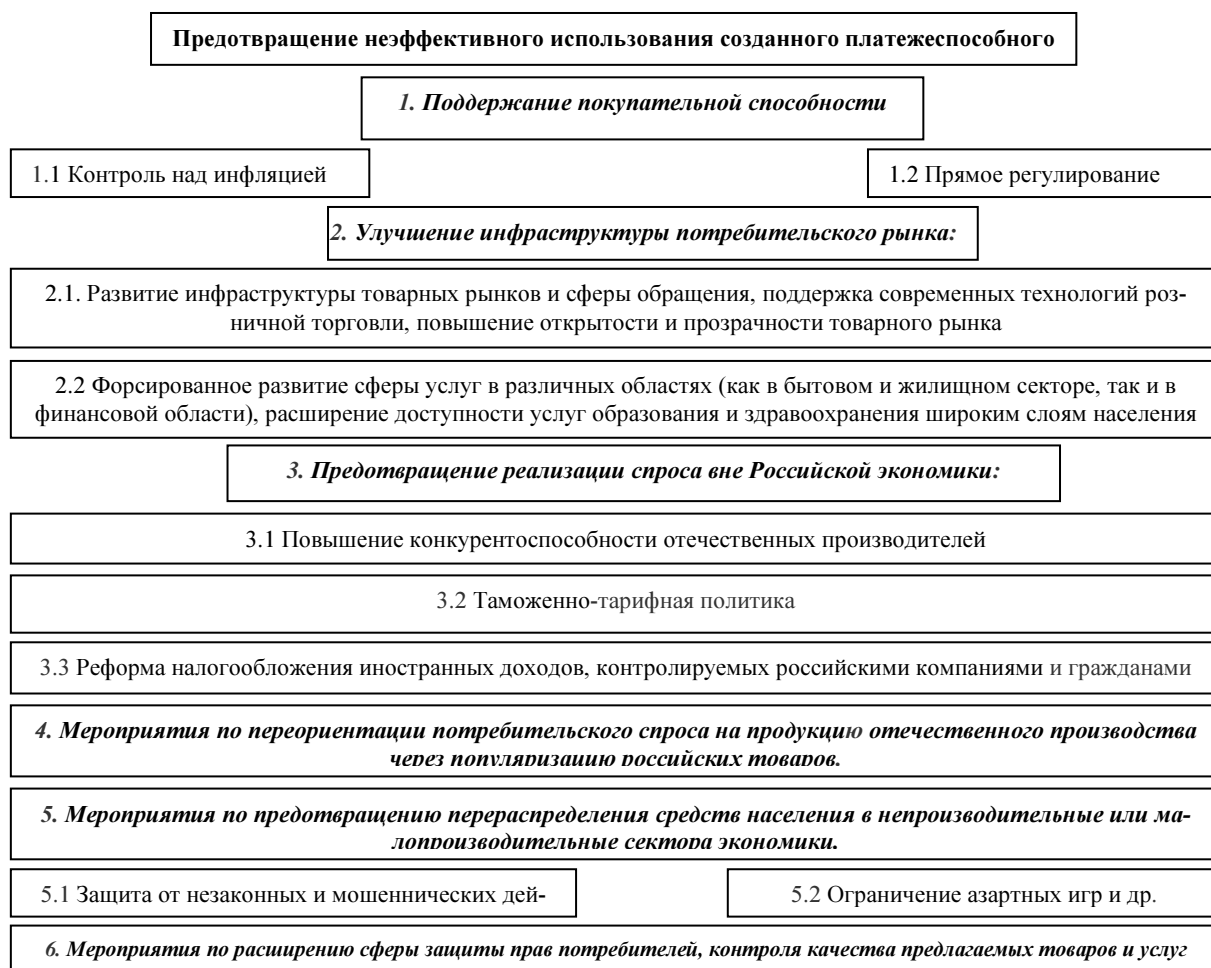 Предотвращение неэффективного использования созданного платежеспособного
1. Поддержание покупательной способности
1.1 Контроль над инфляцией
1.2 Прямое регулирование
2. Улучшение инфраструктуры потребительского рынка:
2.1. Развитие инфраструктуры товарных рынков и сферы обращения, поддержка современных технологий роз-
ничной торговли, повышение открытости и прозрачности товарного рынка
2.2 Форсированное развитие сферы услуг в различных областях (как в бытовом и жилищном секторе, так и в
финансовой области), расширение доступности услуг образования и здравоохранения широким слоям населения
3. Предотвращение реализации спроса вне Российской экономики:
3.1 Повышение конкурентоспособности отечественных производителей
3.2 Таможенно-тарифная политика
3.3 Реформа налогообложения иностранных доходов, контролируемых российскими компаниями и гражданами
4. Мероприятия по переориентации потребительского спроса на продукцию отечественного производства
через популяризацию российских товаров.
5. Мероприятия по предотвращению перераспределения средств населения в непроизводительные или ма-
лопроизводительные сектора экономики.
5.1 Защита от незаконных и мошеннических дей-
5.2 Ограничение азартных игр и др.
6. Мероприятия по расширению сферы защиты прав потребителей, контроля качества предлагаемых товаров и услуг